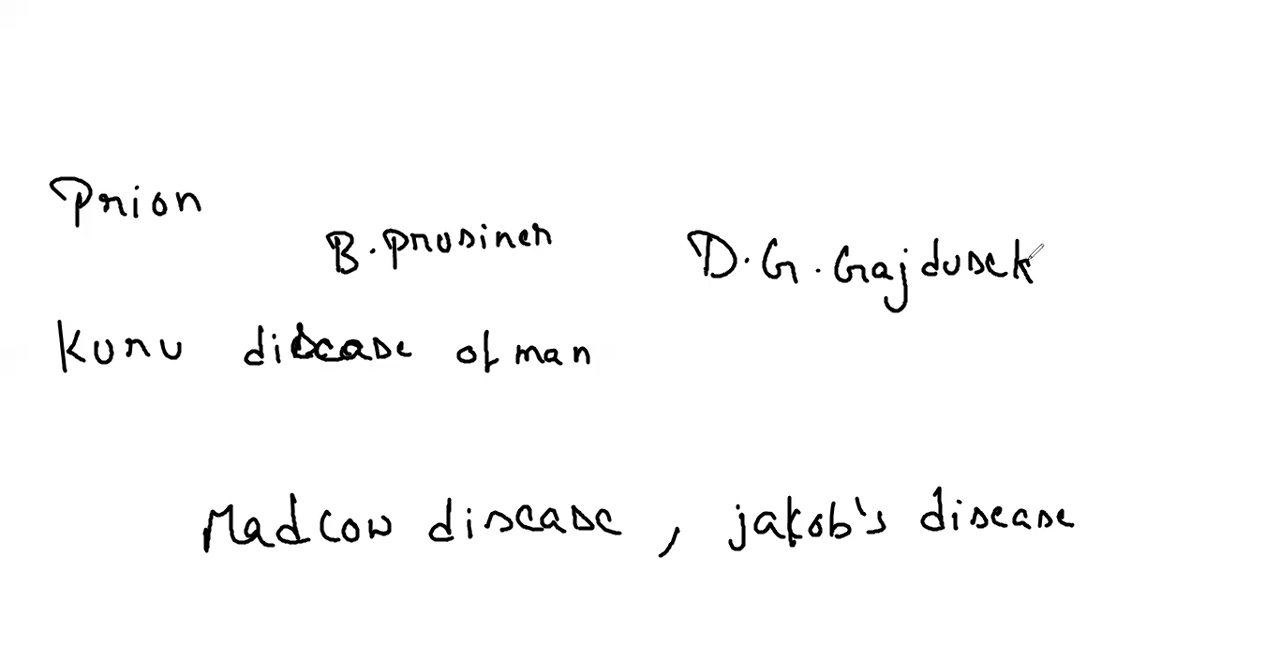 Prion
B. Prusiner D. G. Gajdusek
Kuru disease of man
Madcow disease , jakob's disease